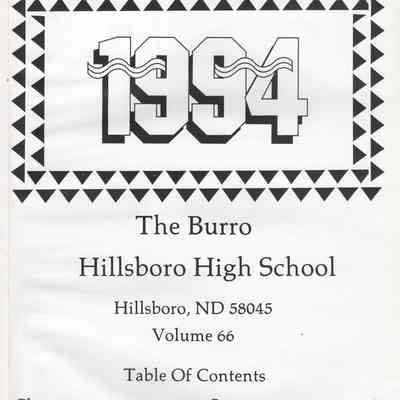 1994
The Burro
Hillsboro High School
Hillsboro, ND 58045
Volume 66
Table Of Contents